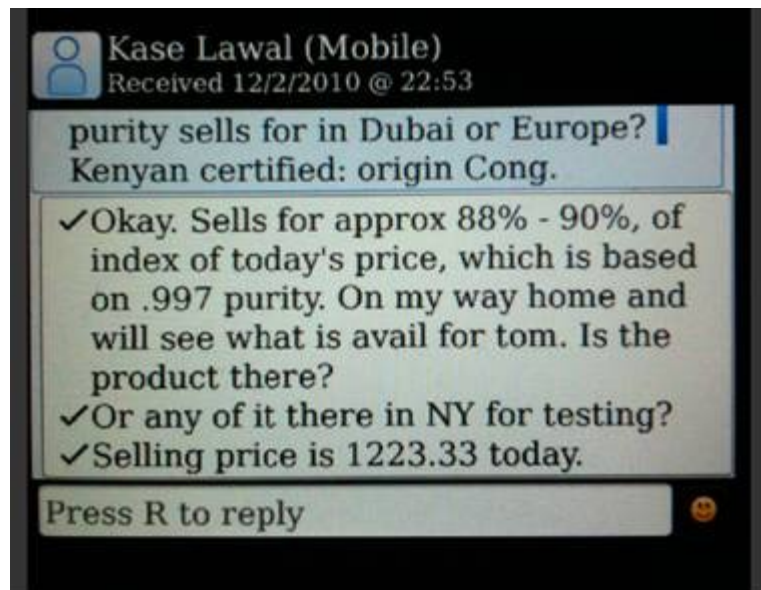 Kase Lawal (Mobile)
Received 12/2/2010 @ 22:53
purity sells for in Dubai or Europe?
Kenyan certified: origin Cong.
✓Okay. Sells for approx 88% - 90%, of
index of today's price, which is based
on .997 purity. On my way home and
will see what is avail for tom. Is the
product there?
✓Or any of it there in NY for testing?
✓Selling price is 1223.33 today.
Press R to reply